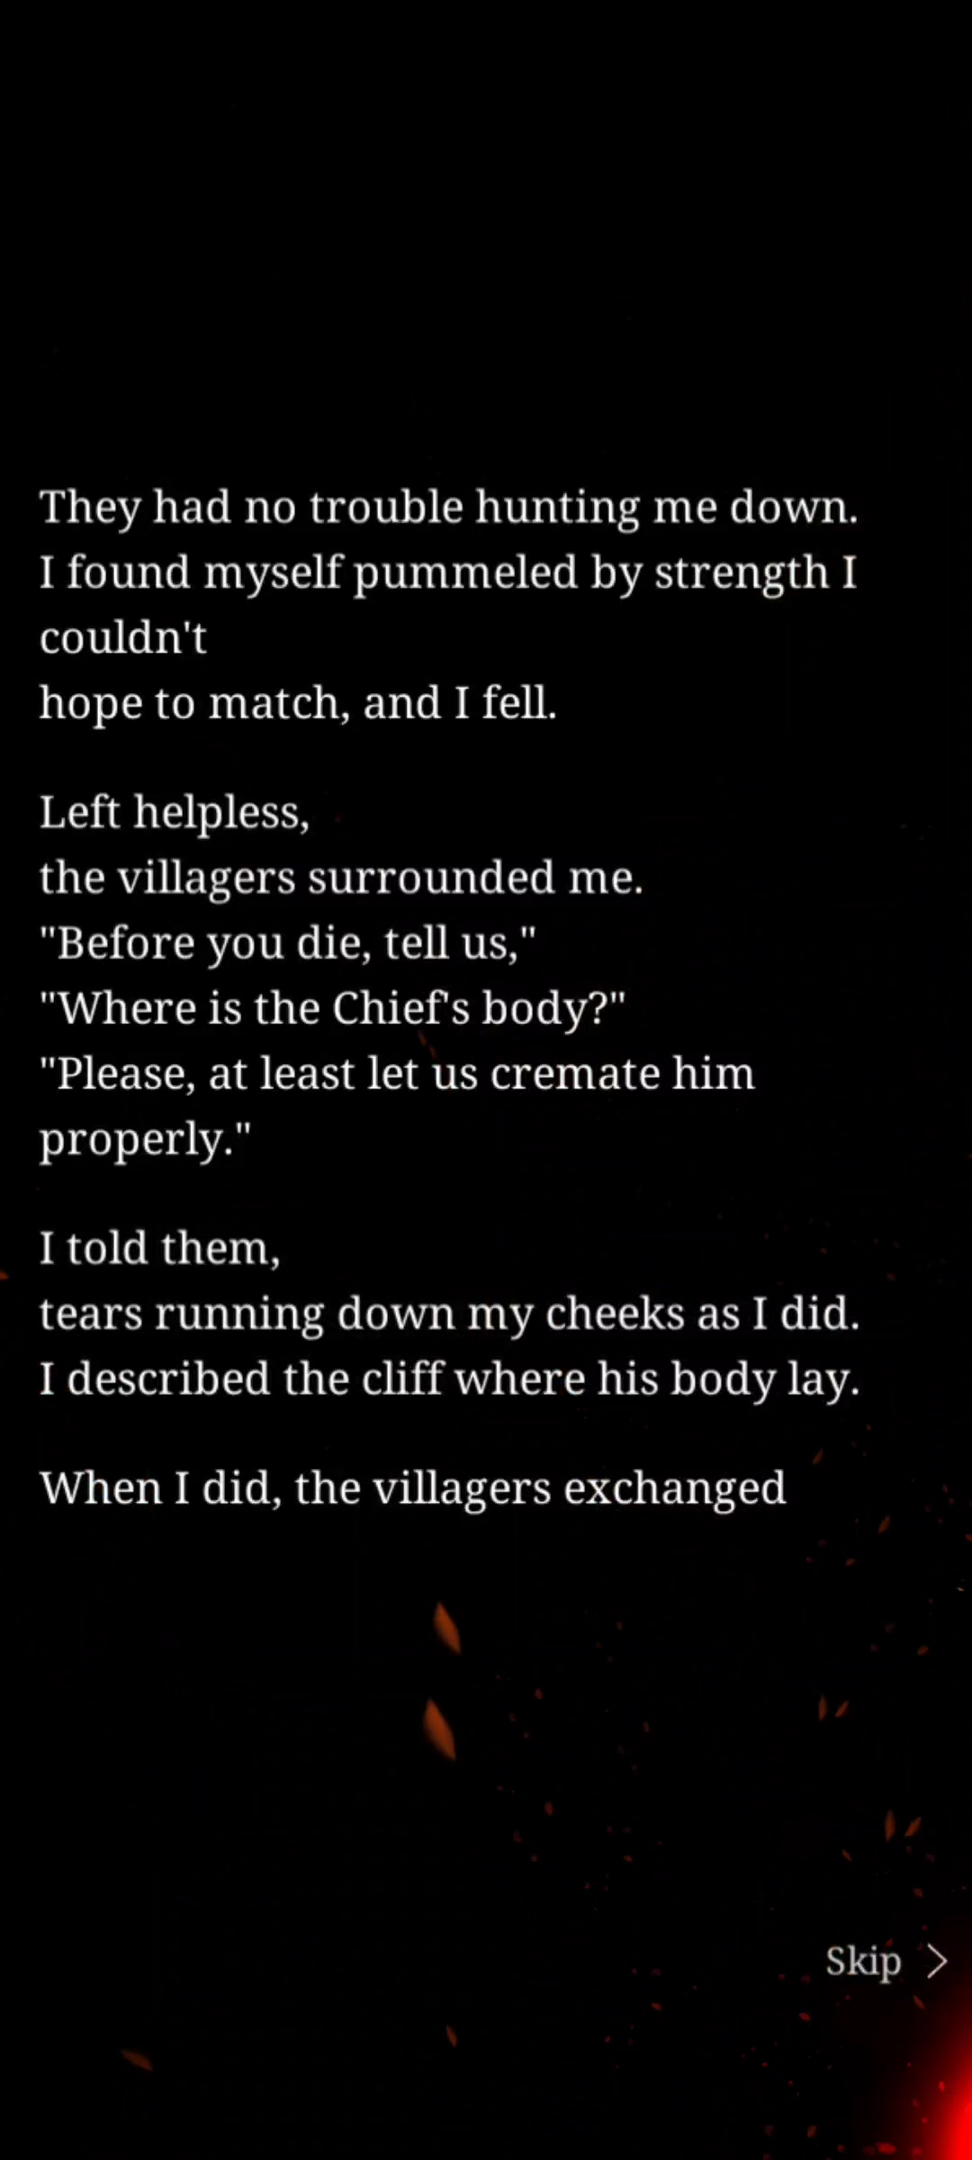 They had no trouble hunting me down.
I found myself pummeled by strength I
couldn't
hope to match, and I fell.
Left helpless,
the villagers surrounded me.
"Before you die, tell us,"
"Where is the Chief's body?"
"Please, at least let us cremate him
properly."
I told them,
tears running down my cheeks as I did.
I described the cliff where his body lay.
When I did, the villagers exchanged
Skip >